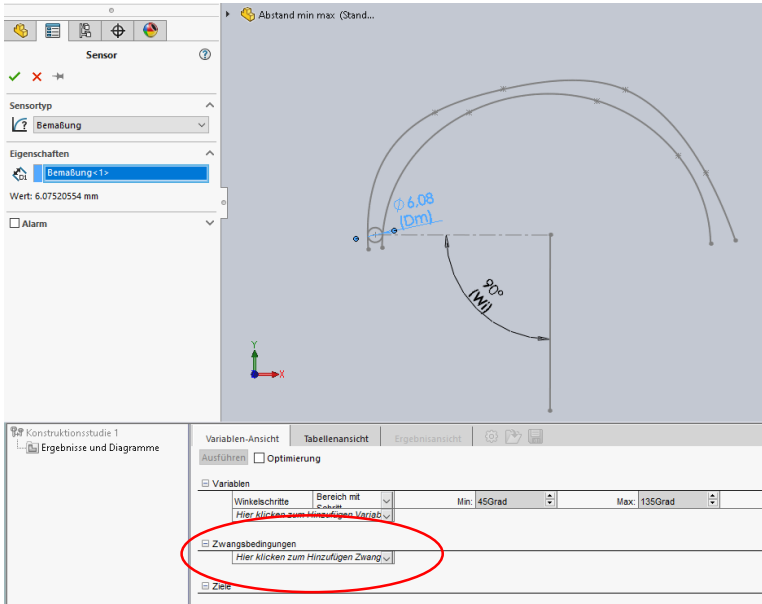 Abstand min max (Stand...
Sensor
Sensortyp
Bemaßung
Eigenschaften
D1
Bemaßung<1>
Wert: 6.07520554 mm
Alarm
Ø 6,08
(Dm)
90°
(Wi)
Y
X
Konstruktionsstudie 1
Ergebnisse und Diagramme
Variablen-Ansicht Tabellenansicht Ergebnisansicht
Ausführen Optimierung
Variablen
Winkelschritte Bereich mit Schritt Min: 45Grad Max: 135Grad
Hier klicken zum Hinzufügen Variab
Zwangsbedingungen
Hier klicken zum Hinzufügen Zwang
Ziele